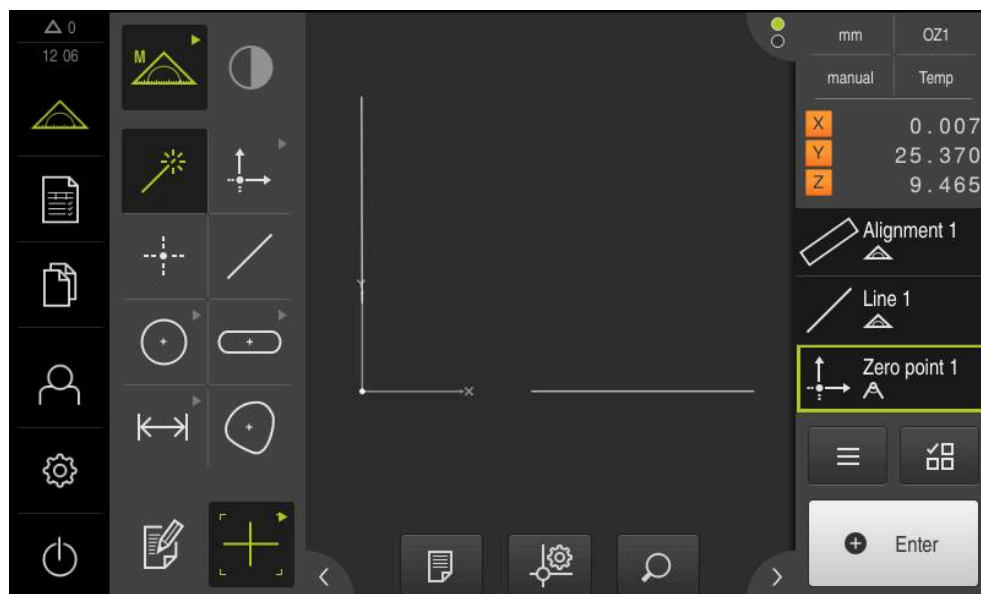 0
12 06
M
Y
X
mm
OZ1
manual
Temp
X 0.007
Y 25.370
Z 9.465
Alignment 1
Line 1
Zero point 1
Enter